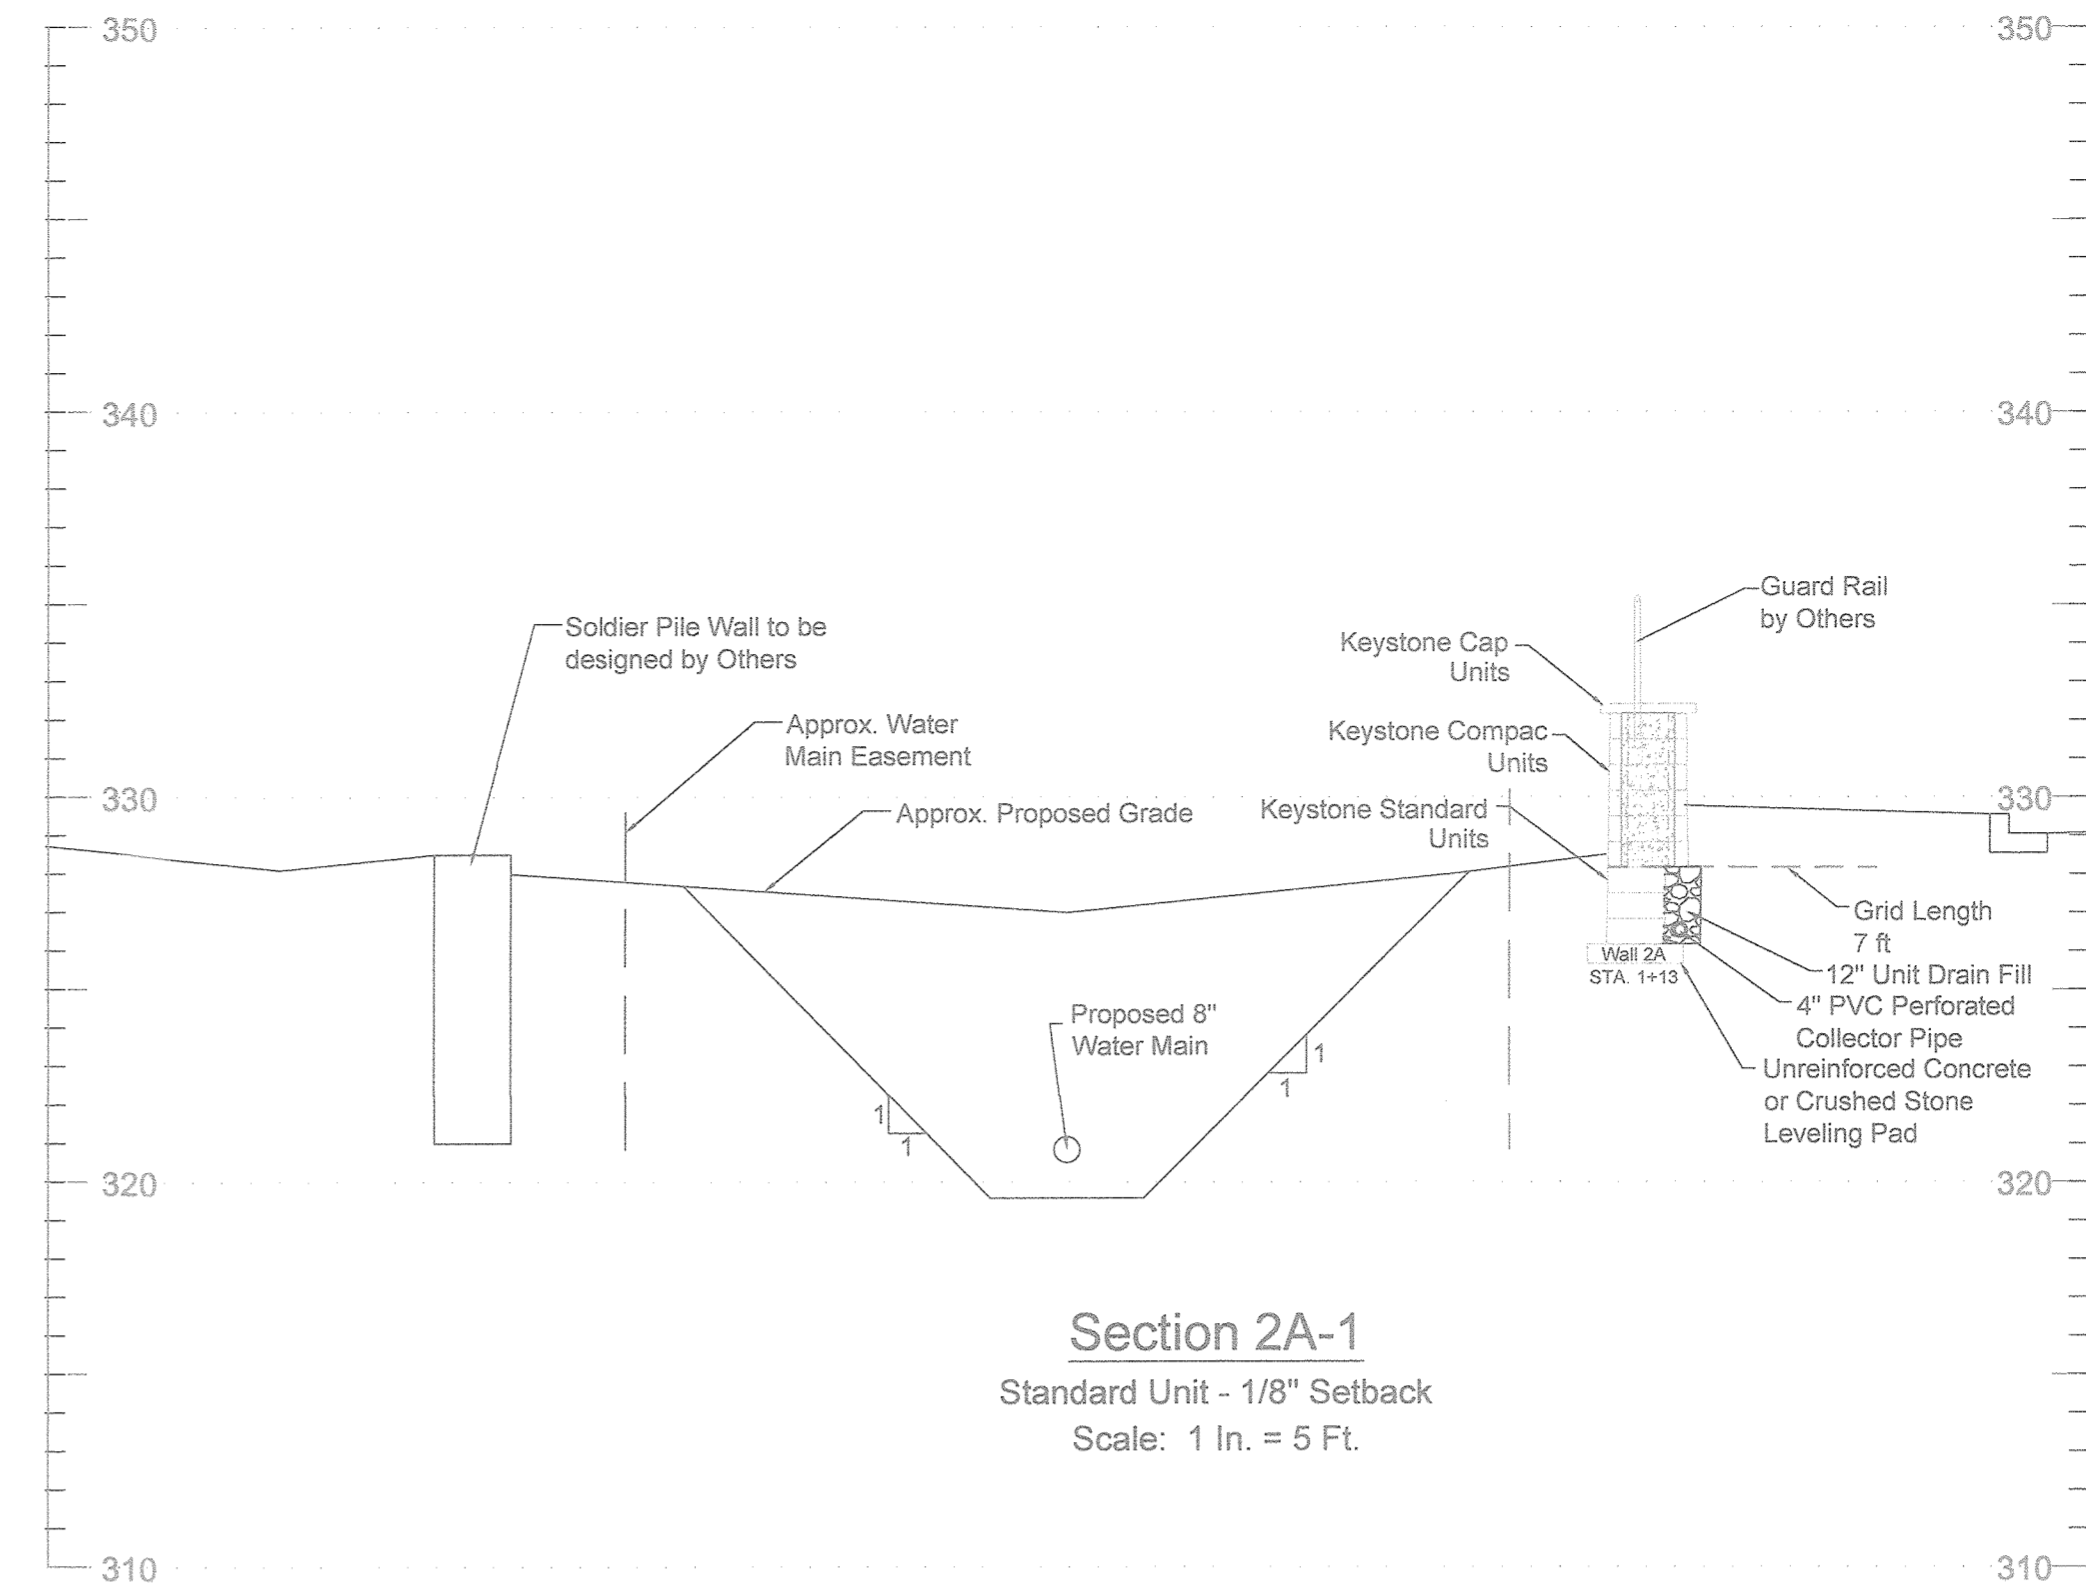 350
350
340
340
Guard Rail
by Others
Soldier Pile Wall to be
designed by Others
Keystone Cap
Units
Approx. Water
Main Easement
Keystone Compac
Units
330
330
Approx. Proposed Grade
Keystone Standard
Units
Grid Length
7 ft
Wall 2A
STA. 1+13
12" Unit Drain Fill
4" PVC Perforated
Collector Pipe
Proposed 8"
Water Main
1
1
Unreinforced Concrete
or Crushed Stone
Leveling Pad
1
1
320
320
Section 2A-1
Standard Unit - 1/8" Setback
Scale: 1 In. = 5 Ft.
310
310